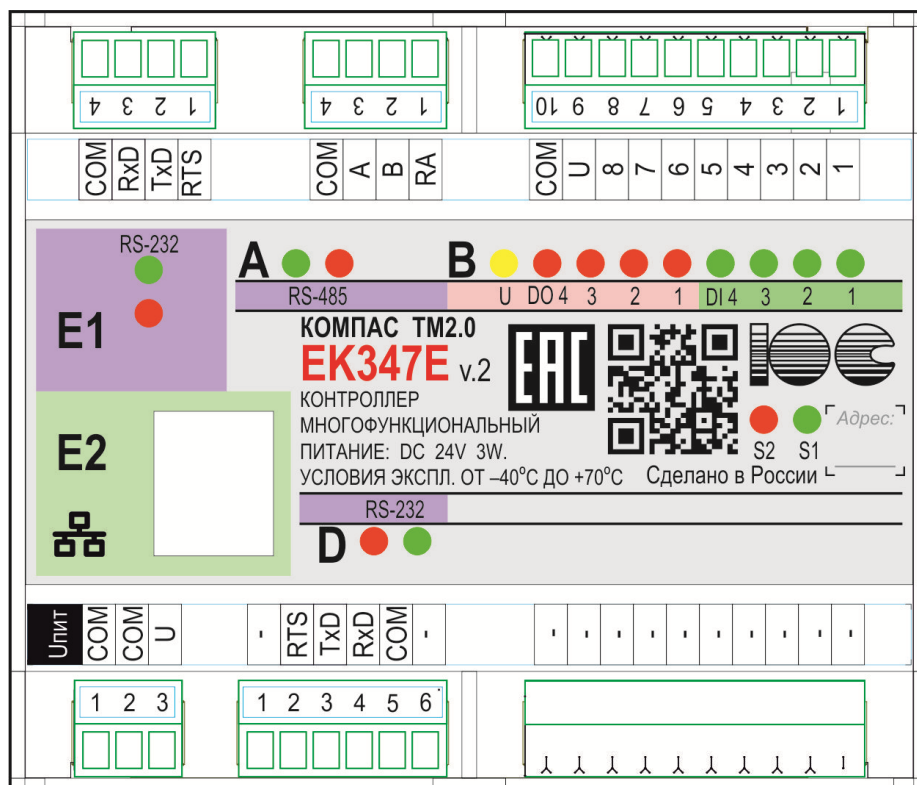 4 3 2 1
4 3 2 1
10 9 8 7 6 5 4 3 2 1
COM RxD TxD RTS
COM A B RA
COM U 8 7 6 5 4 3 2 1
RS-232
E1
A
RS-485
B
U DO 4 3 2 1 DI 4 3 2 1
КОМПАС ТМ2.0
EK347E v.2
КОНТРОЛЛЕР
МНОГОФУНКЦИОНАЛЬНЫЙ
ПИТАНИЕ: DC 24V 3W.
УСЛОВИЯ ЭКСПЛ. ОТ –40°C ДО +70°C
EAC
S2 S1
Адрес:
Сделано в России
E2
RS-232
D
Uпит COM COM U
- RTS TxD RxD COM -
- - - - - - - - - -
1 2 3
1 2 3 4 5 6